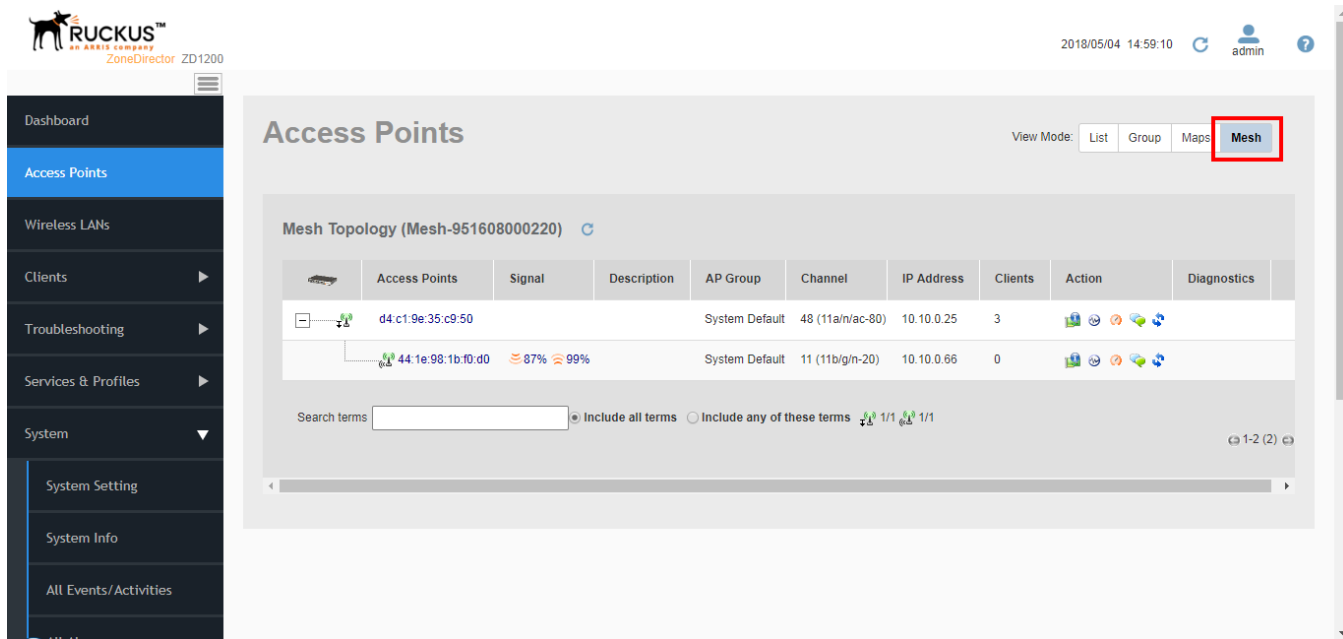 RUCKUS™
an ARRIS company
ZoneDirector ZD1200
2018/05/04 14:59:10
admin
?
Dashboard
Access Points
Wireless LANs
Clients
Troubleshooting
Services & Profiles
System
System Setting
System Info
All Events/Activities
Access Points
View Mode: List Group Maps Mesh
Mesh Topology (Mesh-951608000220)
Access Points Signal Description AP Group Channel IP Address Clients Action Diagnostics
d4:c1:9e:35:c9:50 System Default 48 (11a/n/ac-80) 10.10.0.25 3
44:1e:98:1b:f0:d0 87% 99% System Default 11 (11b/g/n-20) 10.10.0.66 0
Search terms Include all terms Include any of these terms 1/1 1/1
1-2 (2)